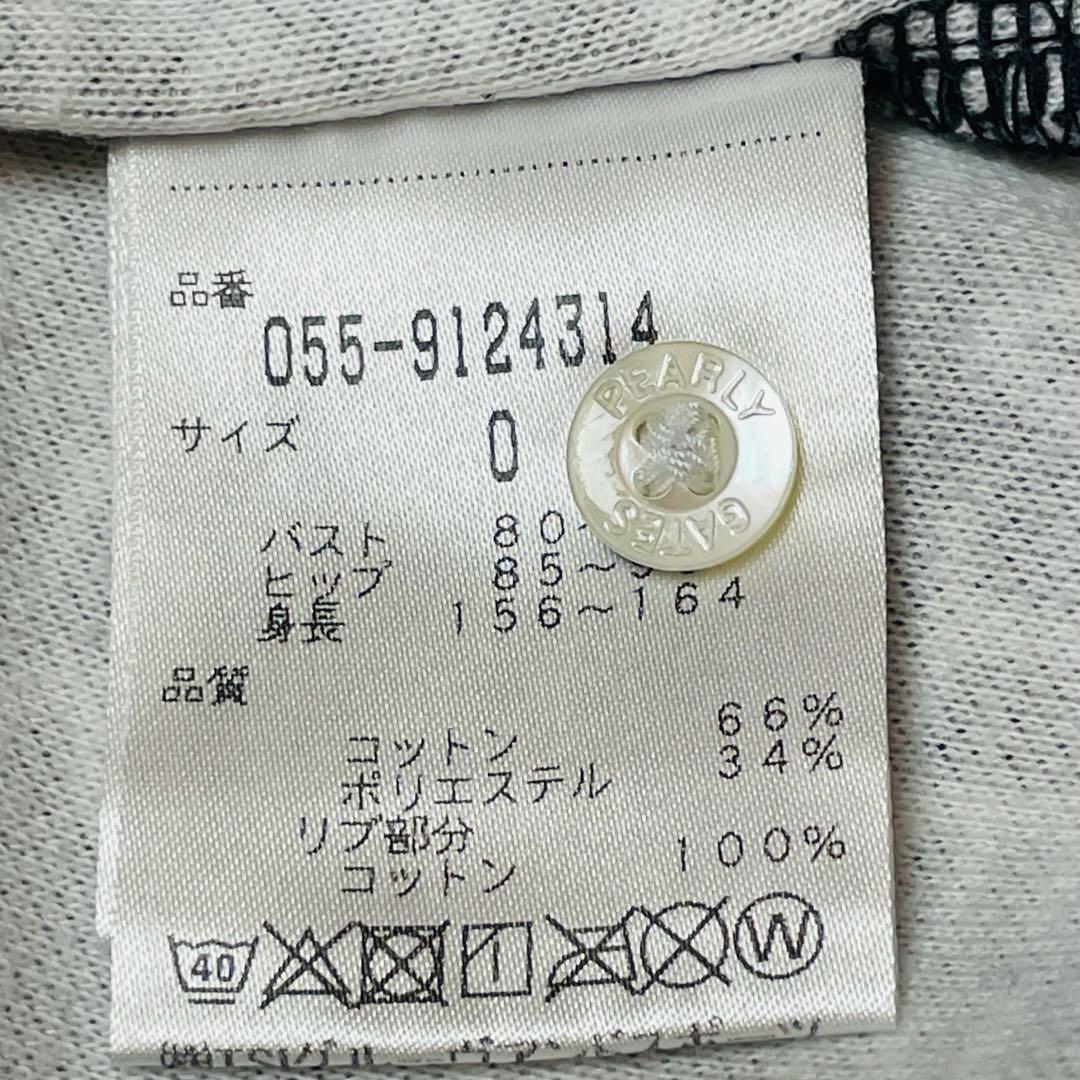 品番
055-9124314
サイズ 0
PEARLY
GATES
バスト 80
ヒップ 85~
身長 156~164
品質
コットン 66%
ポリエステル 34%
リブ部分
コットン 100%
40
W